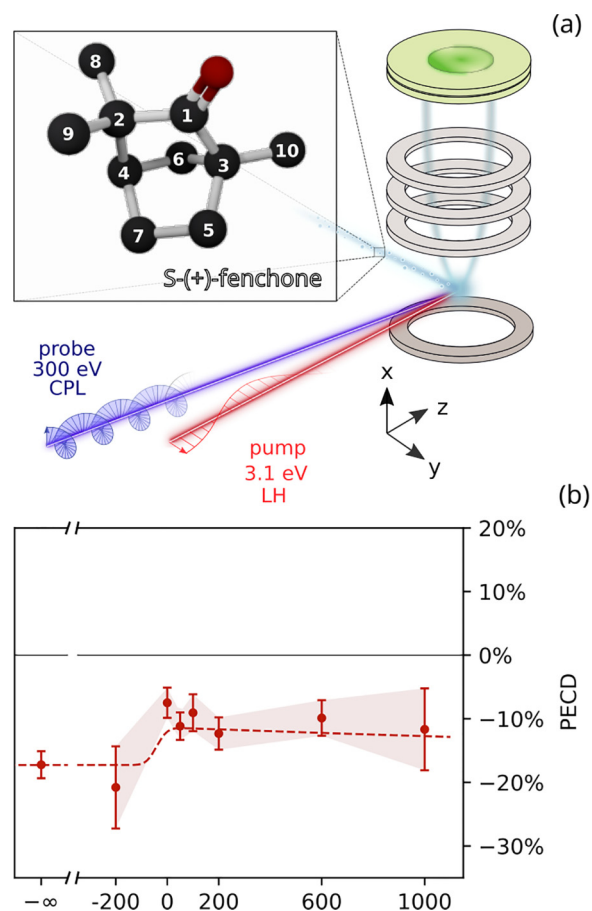 (a)
8
1
9
2
6
3
10
4
7
5
S-(+)-fenchone
probe
300 eV
CPL
x
z
y
pump
3.1 eV
LH
(b)
20%
10%
0%
−10%
−20%
−30%
PECD
−∞
-200
0
200
600
1000